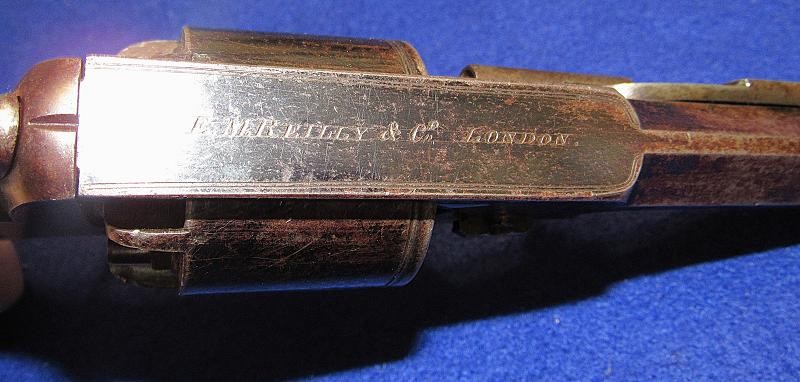 E. M. REILLY & Co. LONDON.